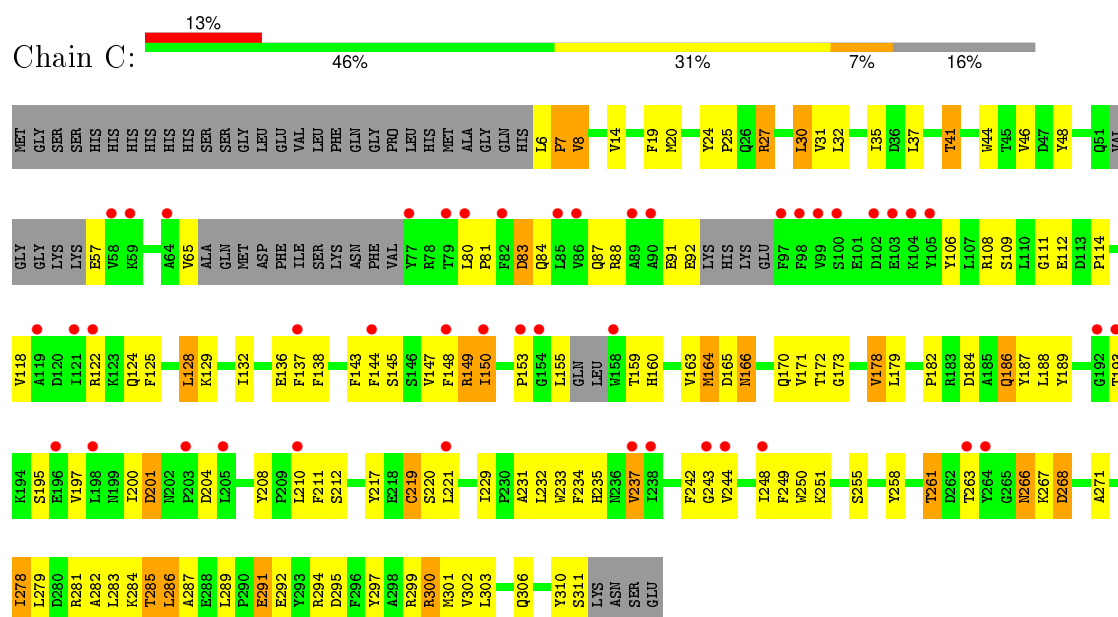 13%
Chain C:
46% 31% 7% 16%
MET GLY SER SER HIS HIS HIS HIS HIS HIS SER SER GLY LEU GLU VAL LEU PHE GLN GLY PRO LEU HIS MET ALA GLY GLN HIS L6 P7 V8 V14 F19 M20 Y24 P25 Q26 R27 L30 V31 L32 I35 D36 L37 T41 W44 T45 V46 D47 Y48 Q51 VAL
GLY GLY LYS LYS E57 V58 K59 A64 V65 ALA GLN MET ASP PHE ILE SER LYS ASN PHE VAL Y77 R78 T79 L80 P81 F82 D83 Q84 L85 V86 Q87 R88 A89 A90 E91 E92 LYS HIS LYS GLU F97 F98 V99 S100 E101 D102 E103 K104 Y105 Y106 L107 R108 S109 L110 G111 E112 D113 P114
V118 A119 D120 I121 R122 K123 Q124 F125 L128 K129 I132 E136 F137 F138 F143 F144 S145 S146 V147 F148 R149 I150 P153 G154 L155 GLN LEU W158 T159 H160 V163 M164 D165 N166 Q170 V171 T172 G173 V178 L179 P182 R183 D184 A185 Q186 Y187 L188 Y189 G192 T193
K194 S195 E196 V197 L198 N199 I200 D201 N202 P203 D204 L205 Y208 P209 L210 F211 S212 Y217 E218 C219 S220 L221 I229 P230 A231 L232 W233 F234 H235 N236 V237 I238 F242 G243 V244 I248 F249 W250 K251 S255 Y258 T261 D262 T263 Y264 G265 N266 K267 D268 A271
I278 L279 D280 R281 A282 L283 K284 T285 L286 A287 E288 L289 P290 E291 E292 Y293 R294 D295 F296 Y297 A298 R299 R300 M301 V302 L303 Q306 Y310 S311 LYS ASN SER GLU